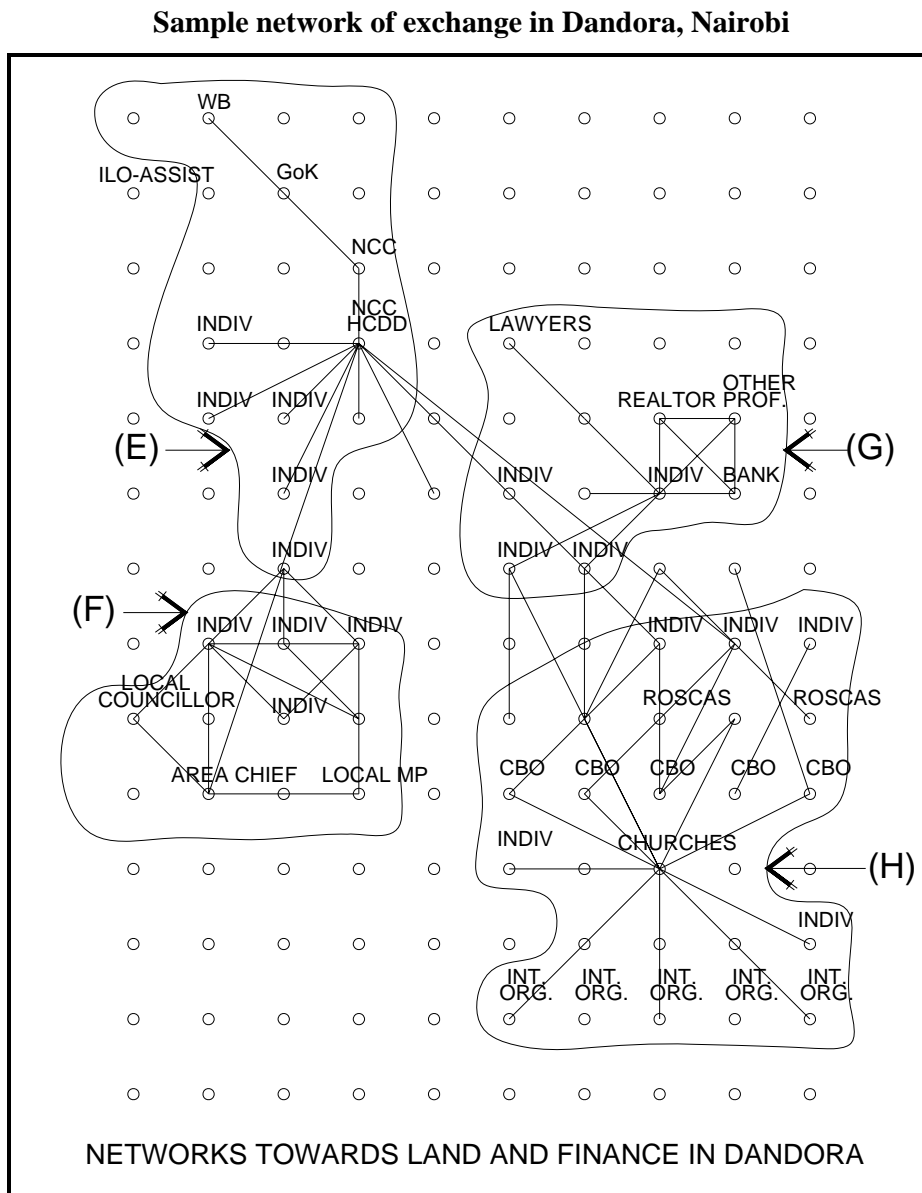 Sample network of exchange in Dandora, Nairobi
WB
ILO-ASSIST
GoK
NCC
NCC
HCDD
INDIV
LAWYERS
INDIV
INDIV
REALTOR
OTHER
PROF.
(E)
(G)
INDIV
INDIV
INDIV
BANK
INDIV
INDIV
INDIV
(F)
INDIV
INDIV
INDIV
INDIV
INDIV
INDIV
LOCAL
COUNCILLOR
INDIV
ROSCAS
ROSCAS
AREA CHIEF
LOCAL MP
CBO
CBO
CBO
CBO
CBO
INDIV
CHURCHES
(H)
INDIV
INT.
ORG.
INT.
ORG.
INT.
ORG.
INT.
ORG.
INT.
ORG.
NETWORKS TOWARDS LAND AND FINANCE IN DANDORA